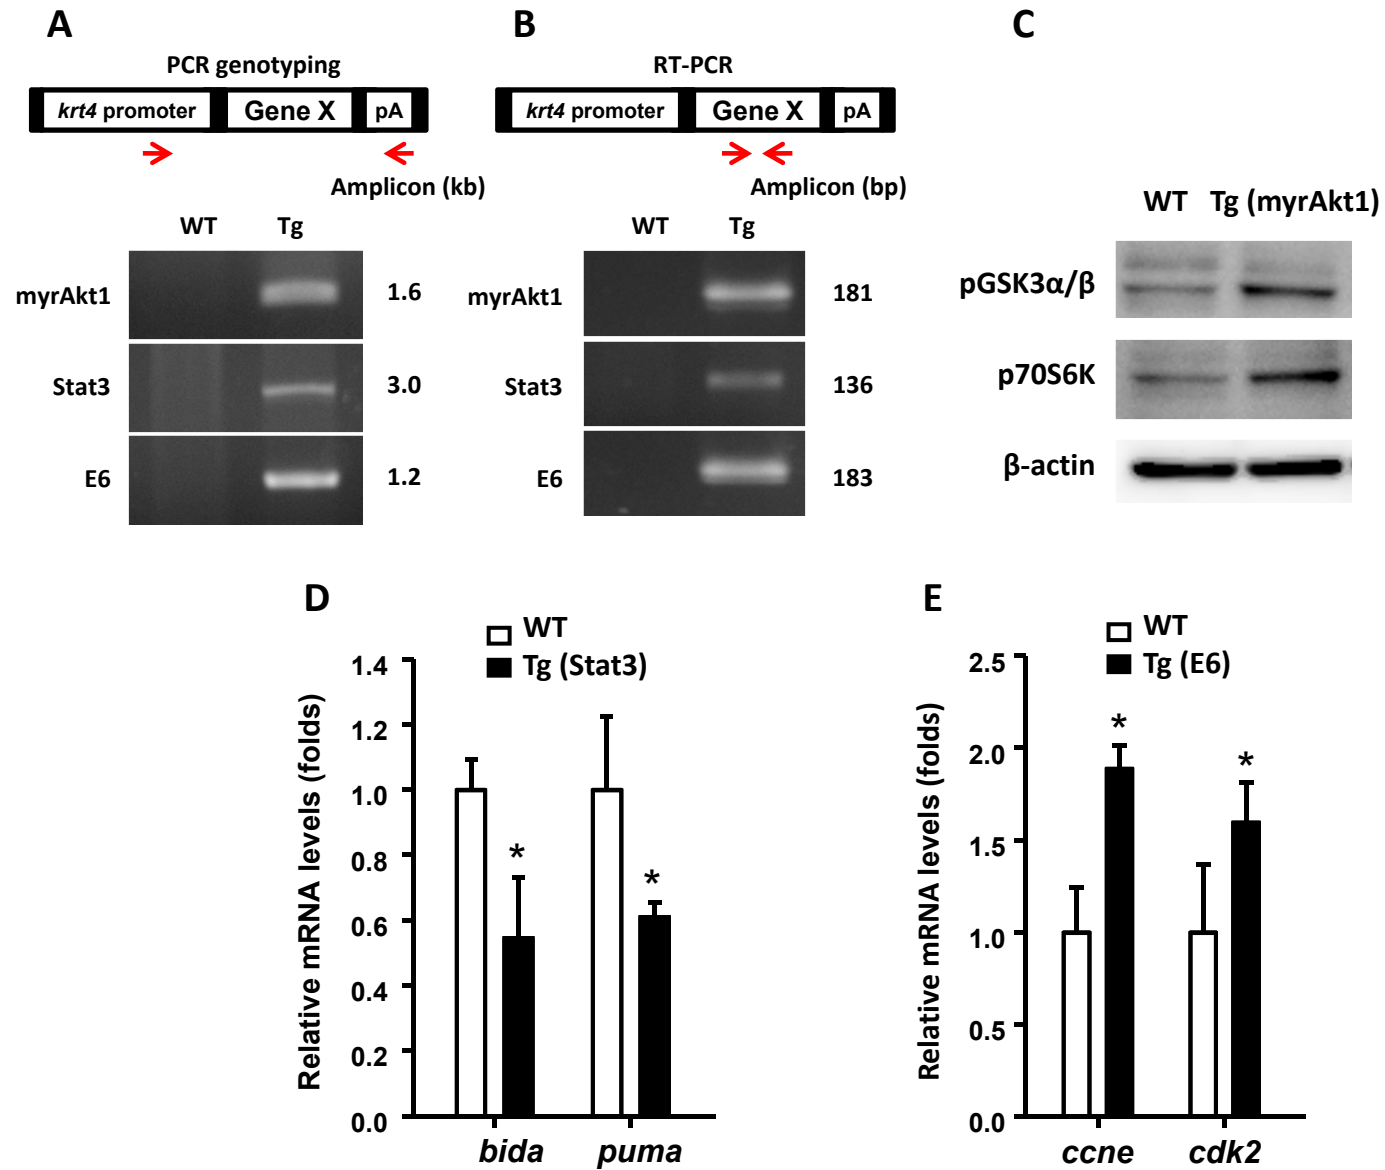 A
PCR genotyping
krt4 promoter Gene X pA
Amplicon (kb)
WT Tg
myrAkt1 1.6
Stat3 3.0
E6 1.2
B
RT-PCR
krt4 promoter Gene X pA
Amplicon (bp)
WT Tg
myrAkt1 181
Stat3 136
E6 183
C
WT Tg (myrAkt1)
pGSK3α/β
p70S6K
β-actin
D
WT
Tg (Stat3)
Relative mRNA levels (folds)
1.4
1.2
1.0
0.8
0.6
0.4
0.2
0.0
* *
bida puma
E
WT
Tg (E6)
Relative mRNA levels (folds)
2.5
2.0
1.5
1.0
0.5
0.0
* *
ccne cdk2